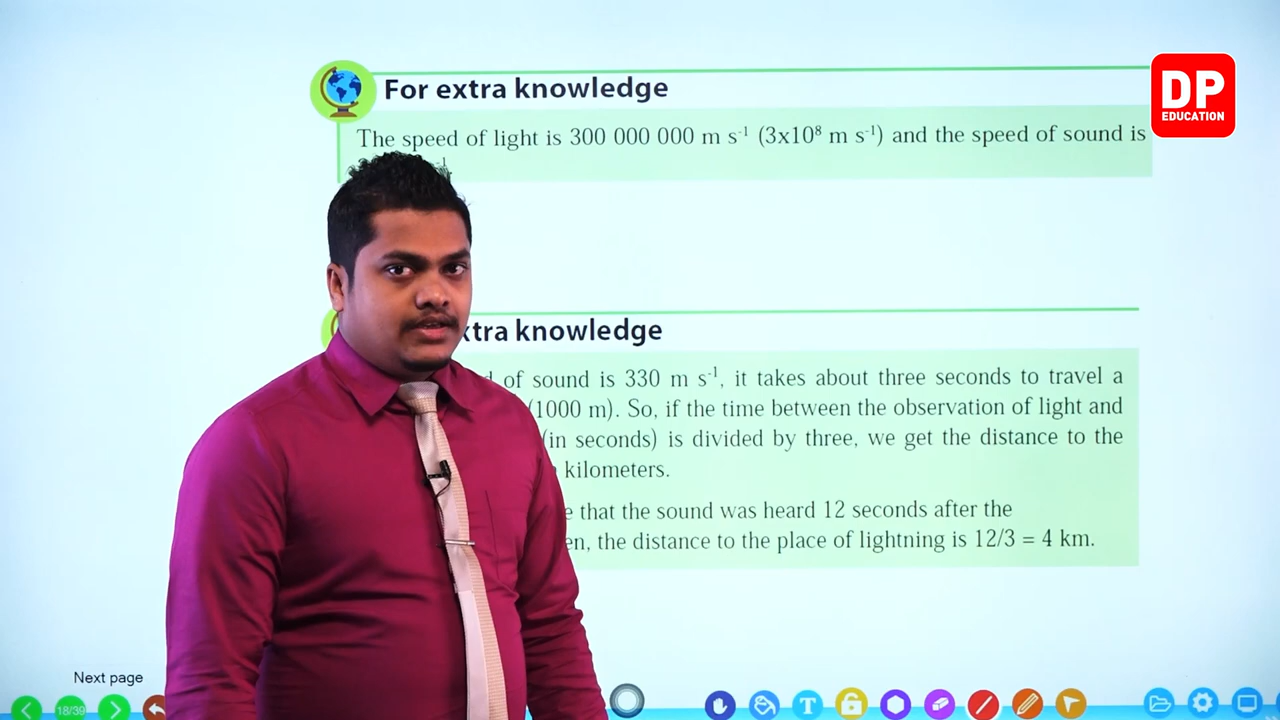 DP
EDUCATION
For extra knowledge
The speed of light is 300 000 000 m s⁻¹ (3x10⁸ m s⁻¹) and the speed of sound is
extra knowledge
of sound is 330 m s⁻¹, it takes about three seconds to travel a
(1000 m). So, if the time between the observation of light and
(in seconds) is divided by three, we get the distance to the
kilometers.
that the sound was heard 12 seconds after the
the distance to the place of lightning is 12/3 = 4 km.
Next page
18/39
T